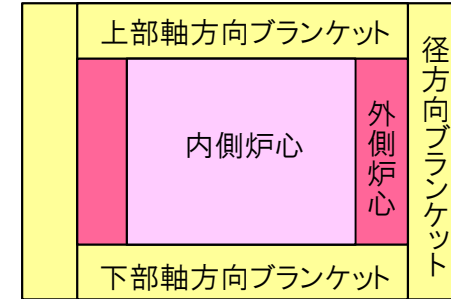 上部軸方向ブランケット
内側炉心
外側炉心
径方向ブランケット
下部軸方向ブランケット